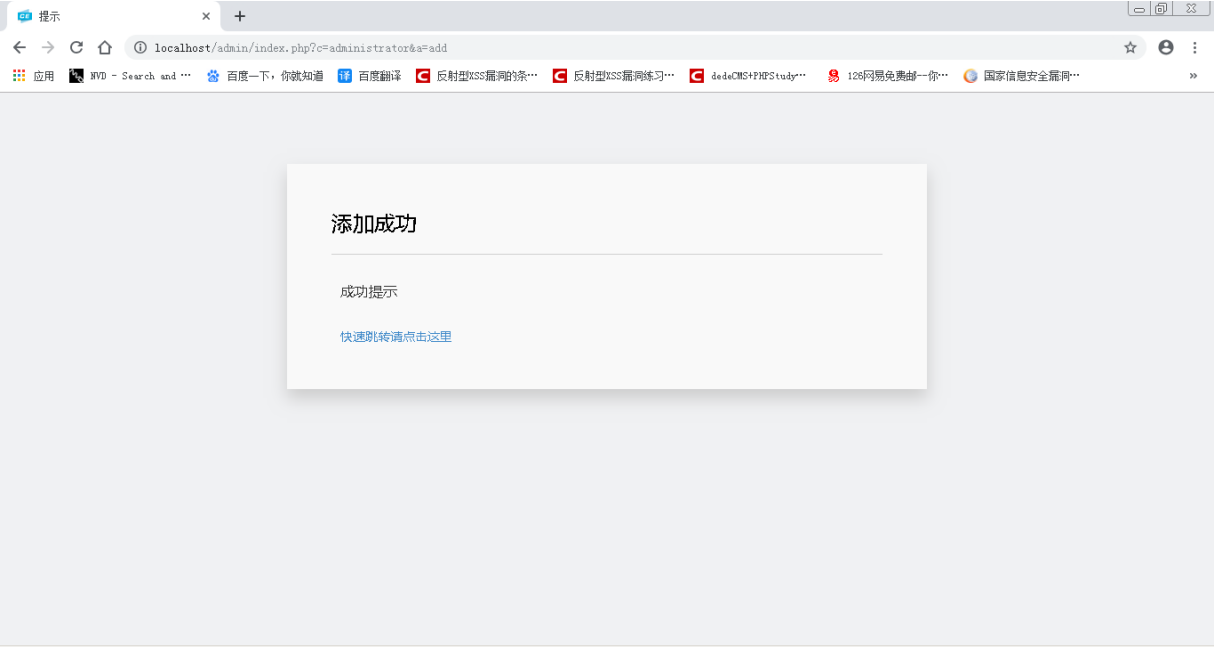 提示
localhost/admin/index.php?c=administrator&a=add
应用 NVD - Search and … 百度一下，你就知道 百度翻译 反射型XSS漏洞的条… 反射型XSS漏洞练习… dedeCMS+PHPStudy… 126网易免费邮--你… 国家信息安全漏洞…
添加成功
成功提示
快速跳转请点击这里